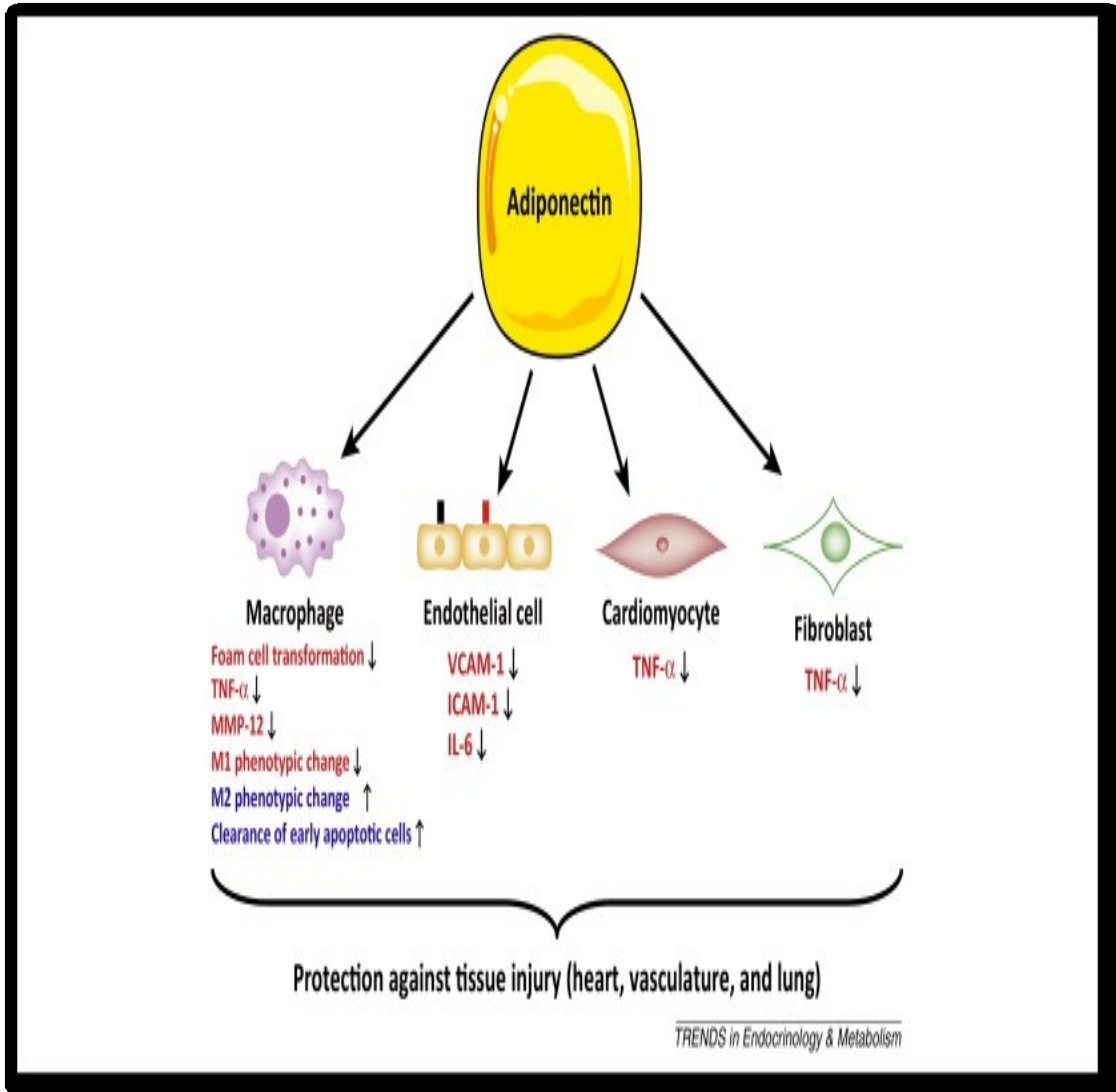 Adiponectin
Macrophage
Foam cell transformation ↓
TNF-α ↓
MMP-12 ↓
M1 phenotypic change ↓
M2 phenotypic change ↑
Clearance of early apoptotic cells ↑
Endothelial cell
VCAM-1 ↓
ICAM-1 ↓
IL-6 ↓
Cardiomyocyte
TNF-α ↓
Fibroblast
TNF-α ↓
Protection against tissue injury (heart, vasculature, and lung)
TRENDS in Endocrinology & Metabolism